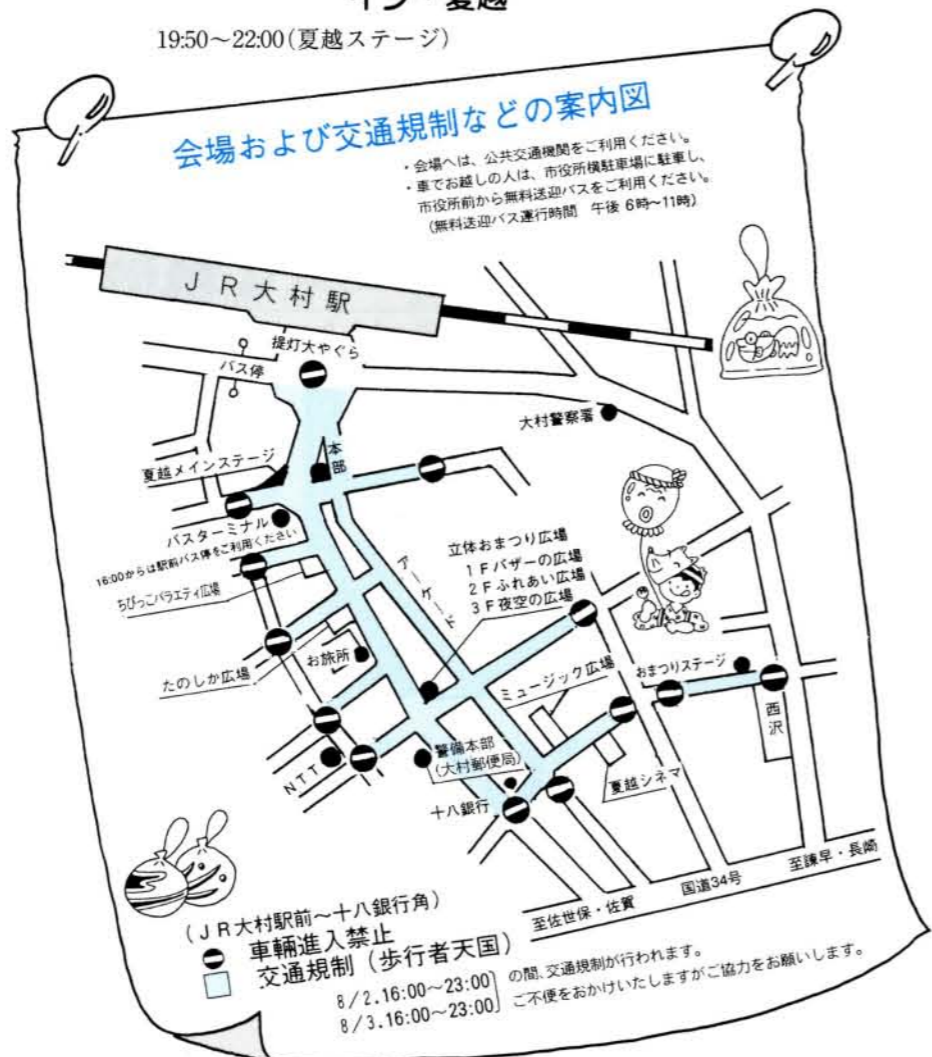 イン・夏越
19:50～22:00(夏越ステージ)
会場および交通規制などの案内図
・会場へは、公共交通機関をご利用ください。
・車でお越しの人は、市役所横駐車場に駐車し、
市役所前から無料送迎バスをご利用ください。
(無料送迎バス運行時間 午後6時～11時)
JR大村駅
提灯大やぐら
バス停
大村警察署
本部
夏越メインステージ
バスターミナル
16:00からは駅前バス停をご利用ください
ちびっこバラエティ広場
アーケード
立体おまつり広場
1Fバザーの広場
2Fふれあい広場
3F夜空の広場
お旅所
たのしか広場
ミュージック広場
おまつりステージ
西沢
警備本部
(大村郵便局)
NTT
夏越シネマ
十八銀行
至佐世保・佐賀
国道34号
至諫早・長崎
(JR大村駅前～十八銀行角)
車輛進入禁止
交通規制(歩行者天国)
8/2.16:00～23:00
8/3.16:00～23:00
の間、交通規制が行われます。
ご不便をおかけいたしますがご協力をお願いします。